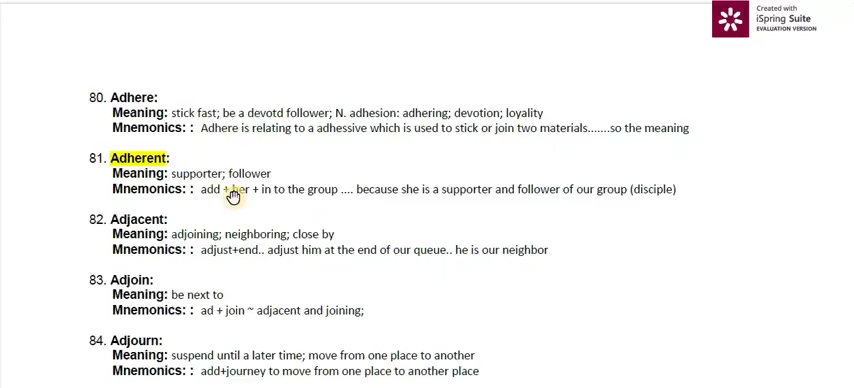 Created with
iSpring Suite
EVALUATION VERSION
80. Adhere:
Meaning: stick fast; be a devotd follower; N. adhesion: adhering; devotion; loyality
Mnemonics: : Adhere is relating to a adhessive which is used to stick or join two materials.......so the meaning
81. Adherent:
Meaning: supporter; follower
Mnemonics: : add + her + in to the group .... because she is a supporter and follower of our group (disciple)
82. Adjacent:
Meaning: adjoining; neighboring; close by
Mnemonics: : adjust+end.. adjust him at the end of our queue.. he is our neighbor
83. Adjoin:
Meaning: be next to
Mnemonics: : ad + join ~ adjacent and joining;
84. Adjourn:
Meaning: suspend until a later time; move from one place to another
Mnemonics: : add+journey to move from one place to another place